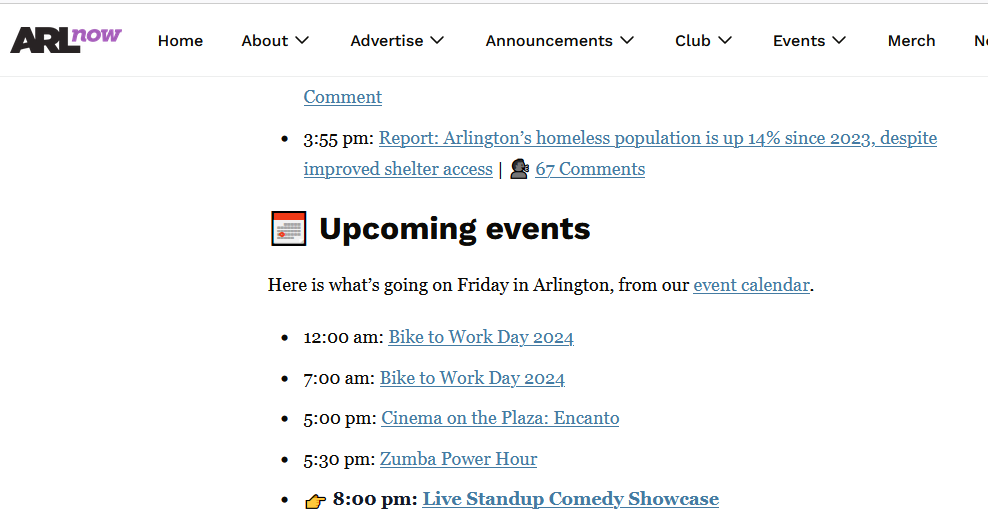 ARLnow Home About Advertise Announcements Club Events Merch
Comment
3:55 pm: Report: Arlington’s homeless population is up 14% since 2023, despite
improved shelter access | 67 Comments
Upcoming events
Here is what’s going on Friday in Arlington, from our event calendar.
12:00 am: Bike to Work Day 2024
7:00 am: Bike to Work Day 2024
5:00 pm: Cinema on the Plaza: Encanto
5:30 pm: Zumba Power Hour
8:00 pm: Live Standup Comedy Showcase